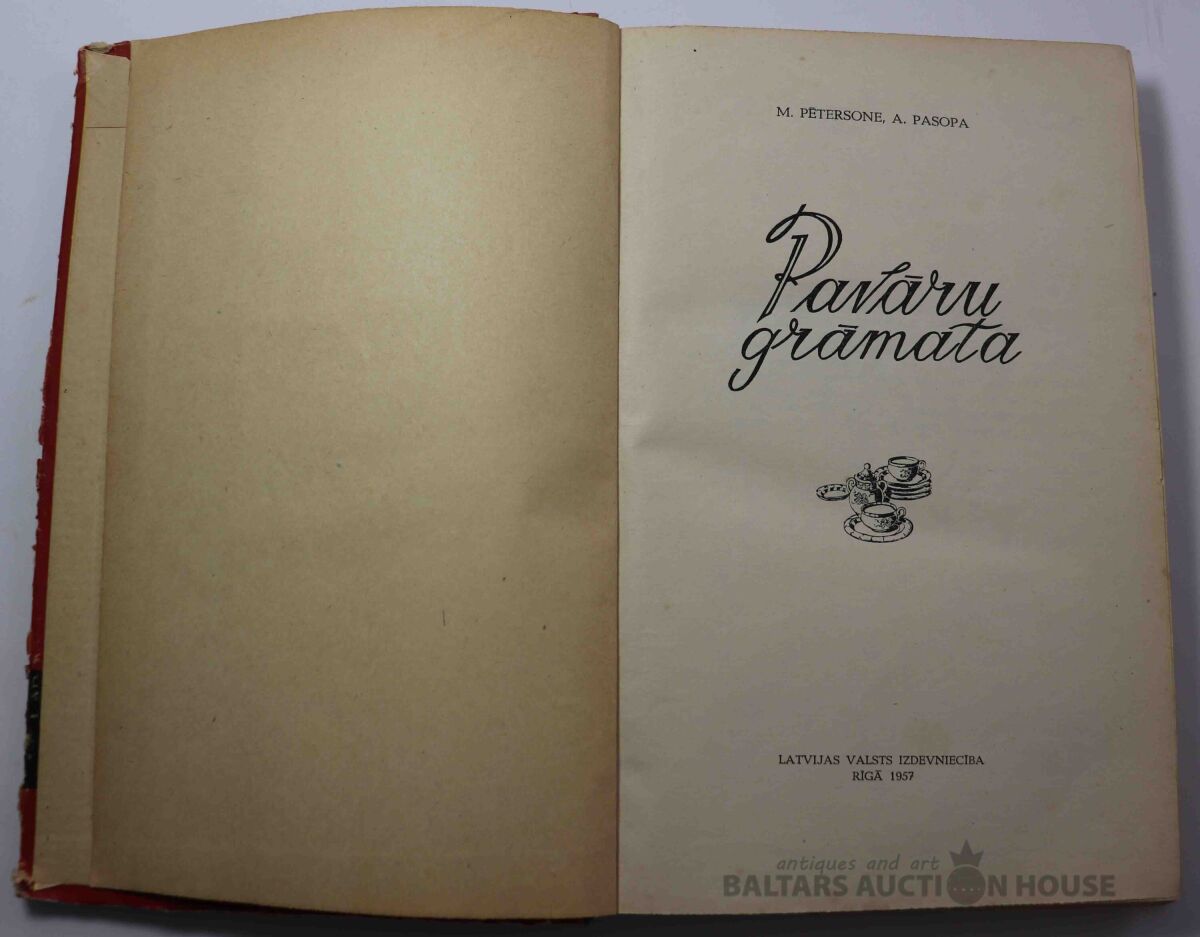 M. PĒTERSONE, A. PASOPA
Pavāru
grāmata
LATVIJAS VALSTS IZDEVNIECĪBA
RĪGĀ 1957
antiques and art
BALTARS AUCTION HOUSE